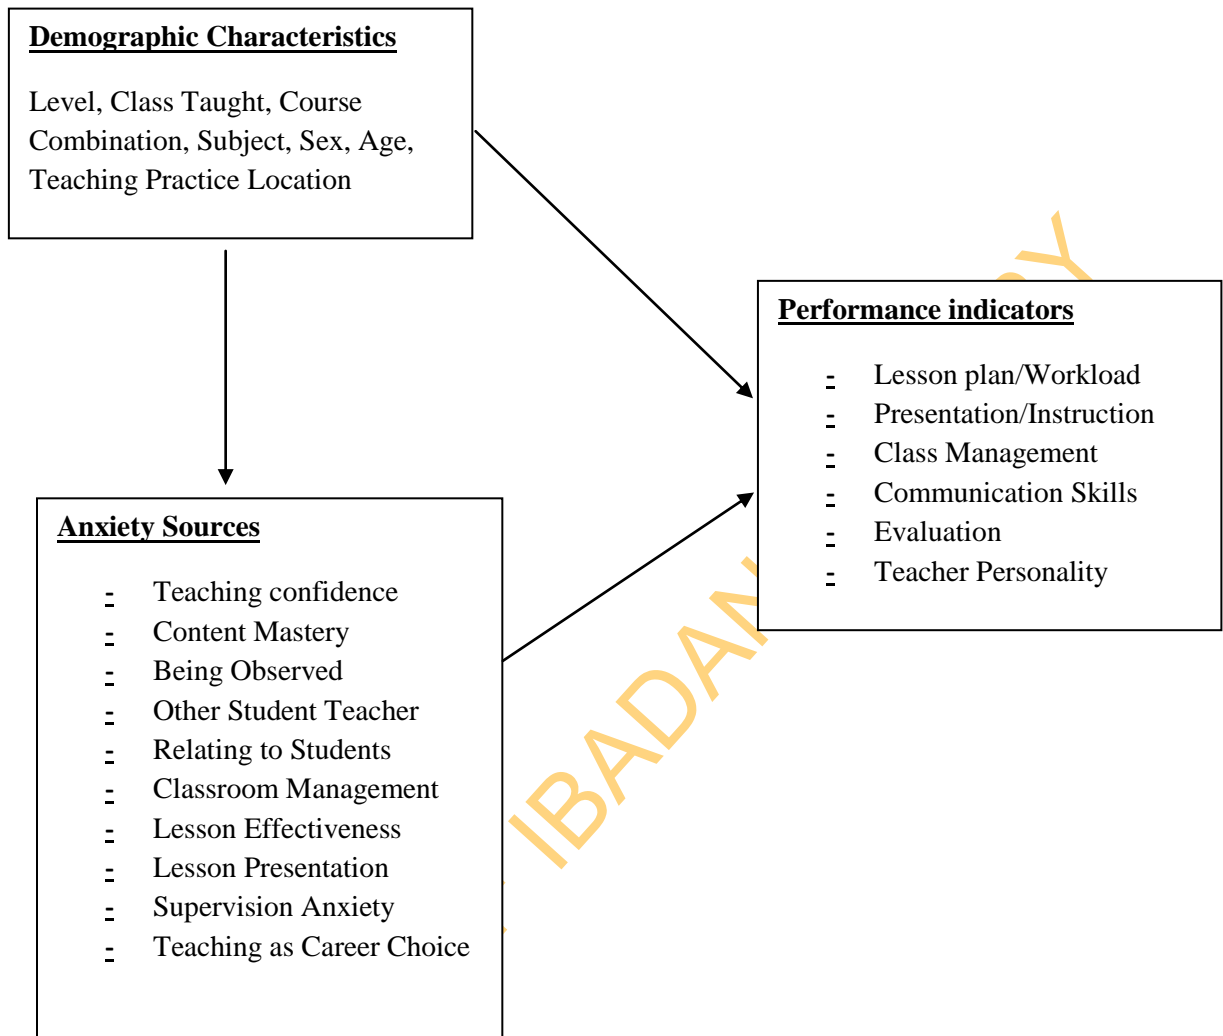 Demographic Characteristics
Level, Class Taught, Course
Combination, Subject, Sex, Age,
Teaching Practice Location
Performance indicators
- Lesson plan/Workload
- Presentation/Instruction
- Class Management
- Communication Skills
- Evaluation
- Teacher Personality
Anxiety Sources
- Teaching confidence
- Content Mastery
- Being Observed
- Other Student Teacher
- Relating to Students
- Classroom Management
- Lesson Effectiveness
- Lesson Presentation
- Supervision Anxiety
- Teaching as Career Choice
IBADAN